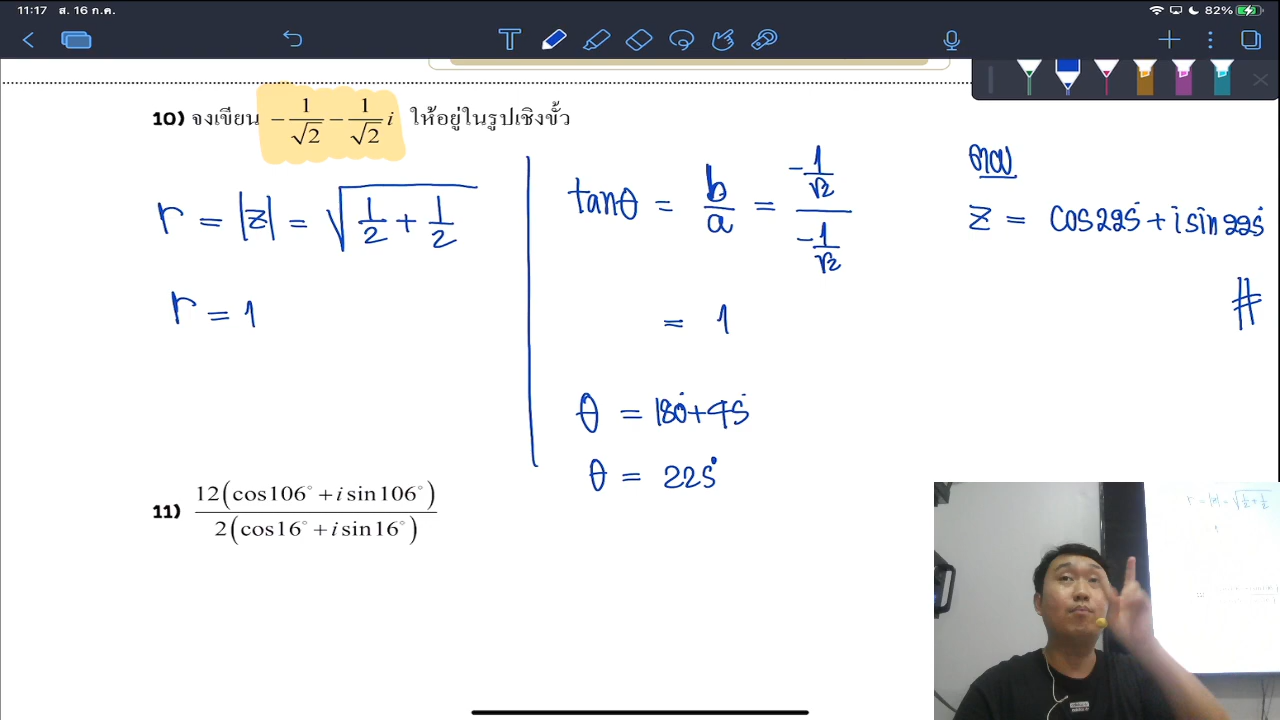 11:17 ส. 16 ก.ค. 82%
10) จงเขียน -1/√2 - 1/√2 i ให้อยู่ในรูปเชิงขั้ว
r = |z| = √(1/2 + 1/2)
r = 1
tanθ = b/a = (-1/√2)/(-1/√2)
= 1
θ = 180° + 45°
θ = 225°
ตอบ
z = cos225° + i sin225°
#
11) 12(cos106° + i sin106°)/2(cos16° + i sin16°)